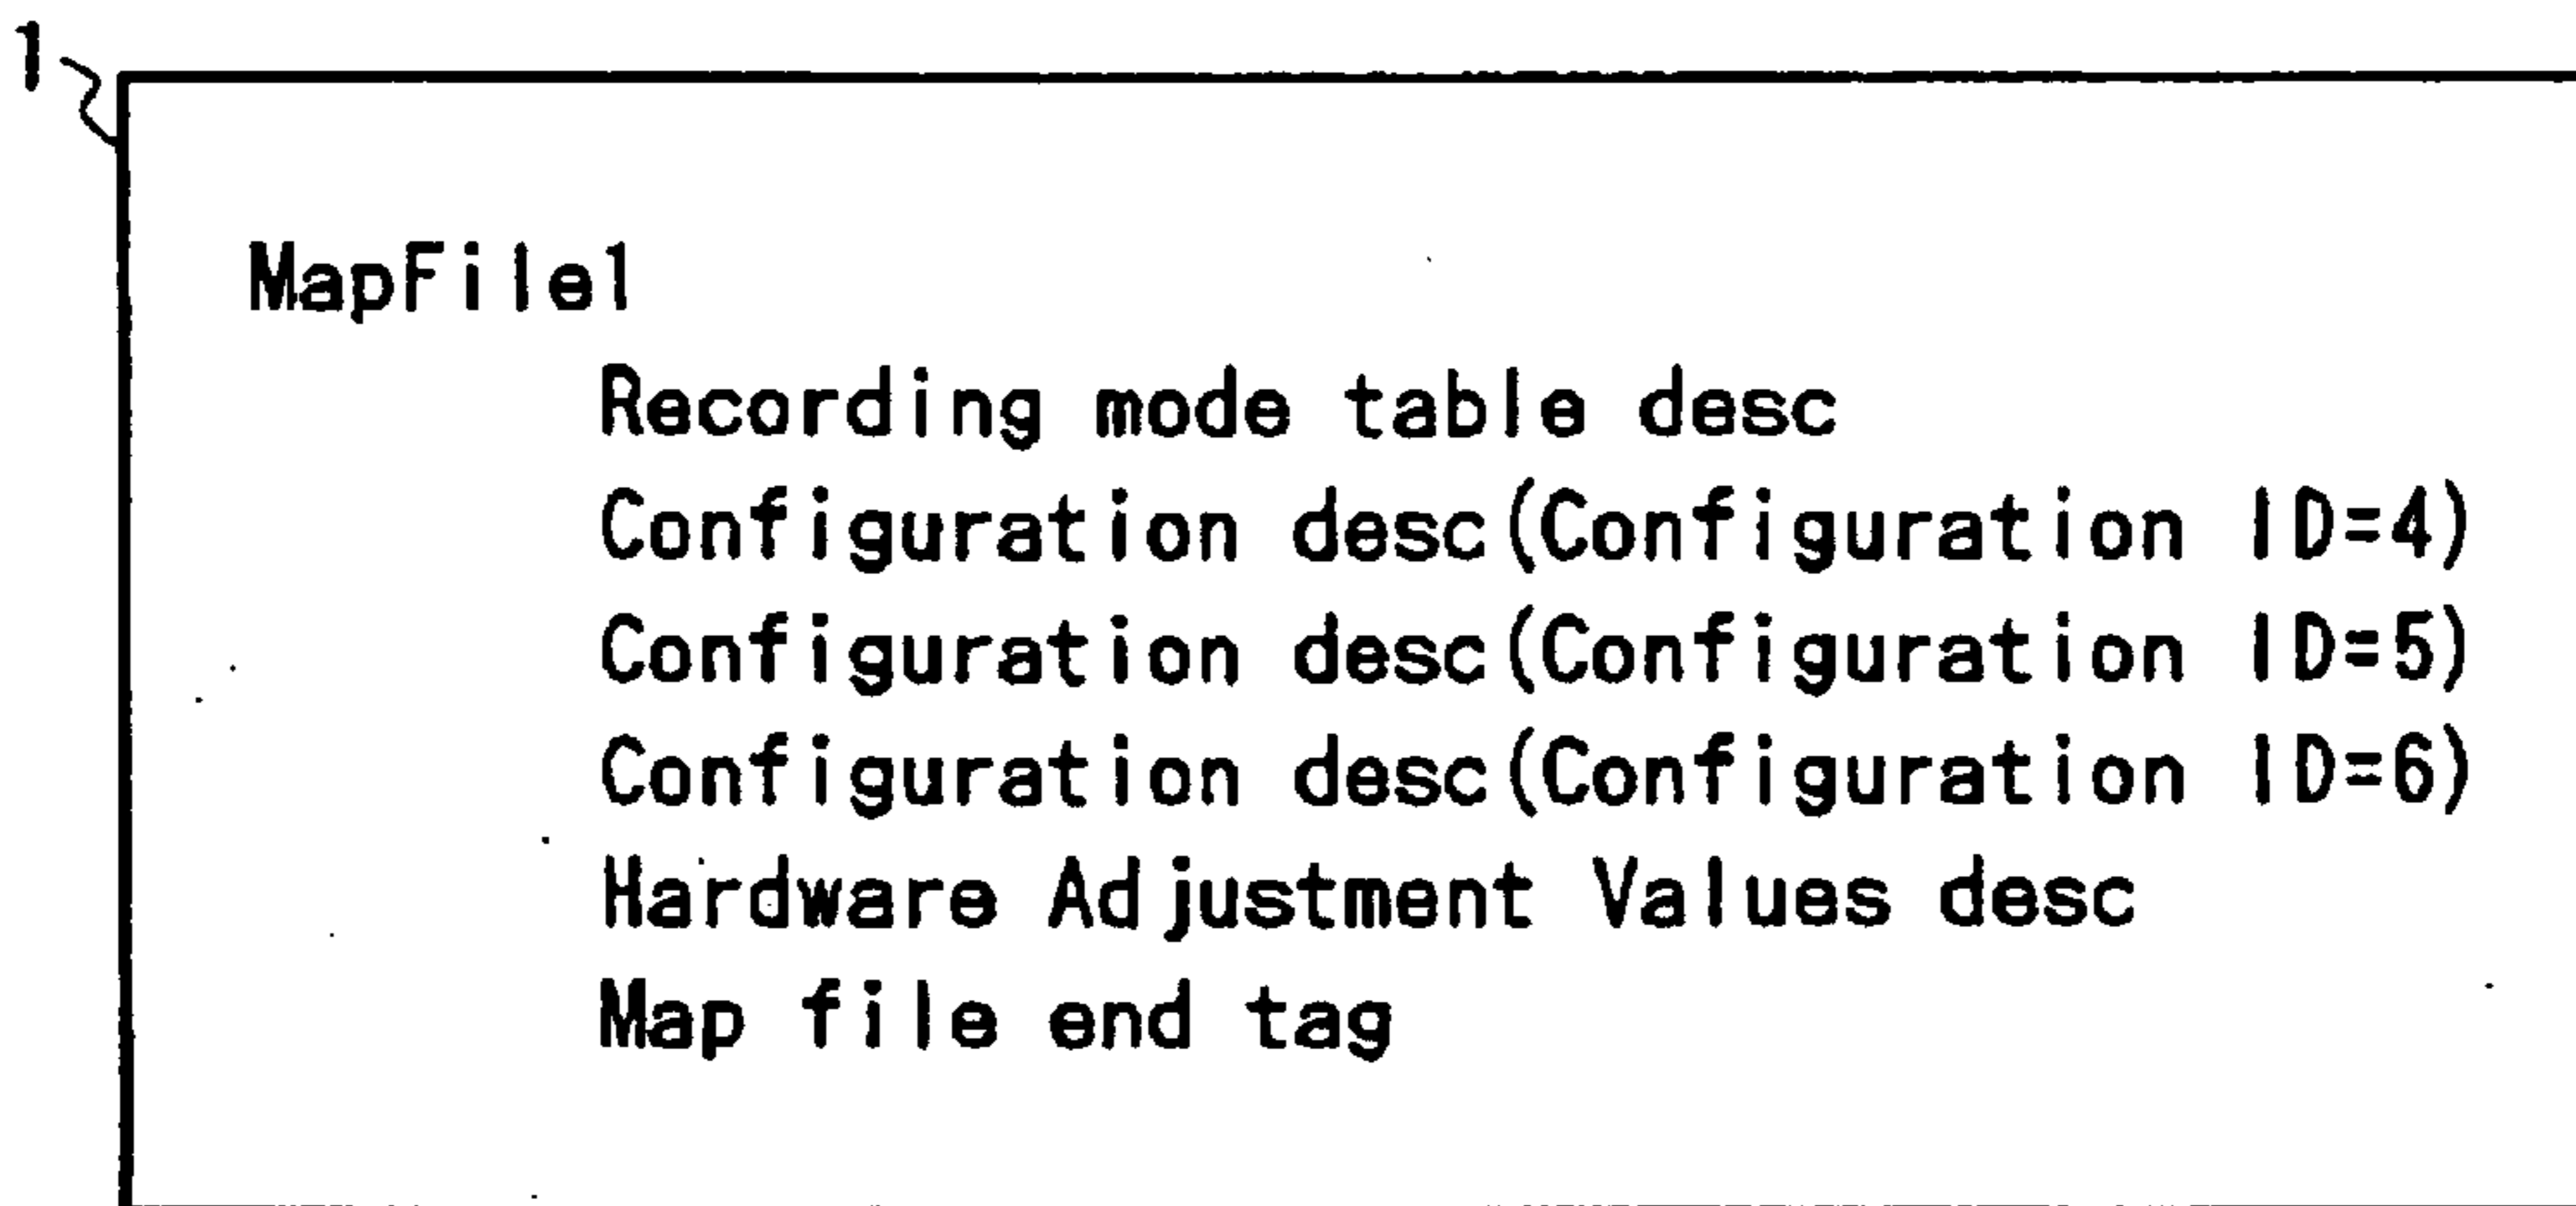 1
MapFile1
Recording mode table desc
Configuration desc(Configuration ID=4)
Configuration desc(Configuration ID=5)
Configuration desc(Configuration ID=6)
Hardware Adjustment Values desc
Map file end tag